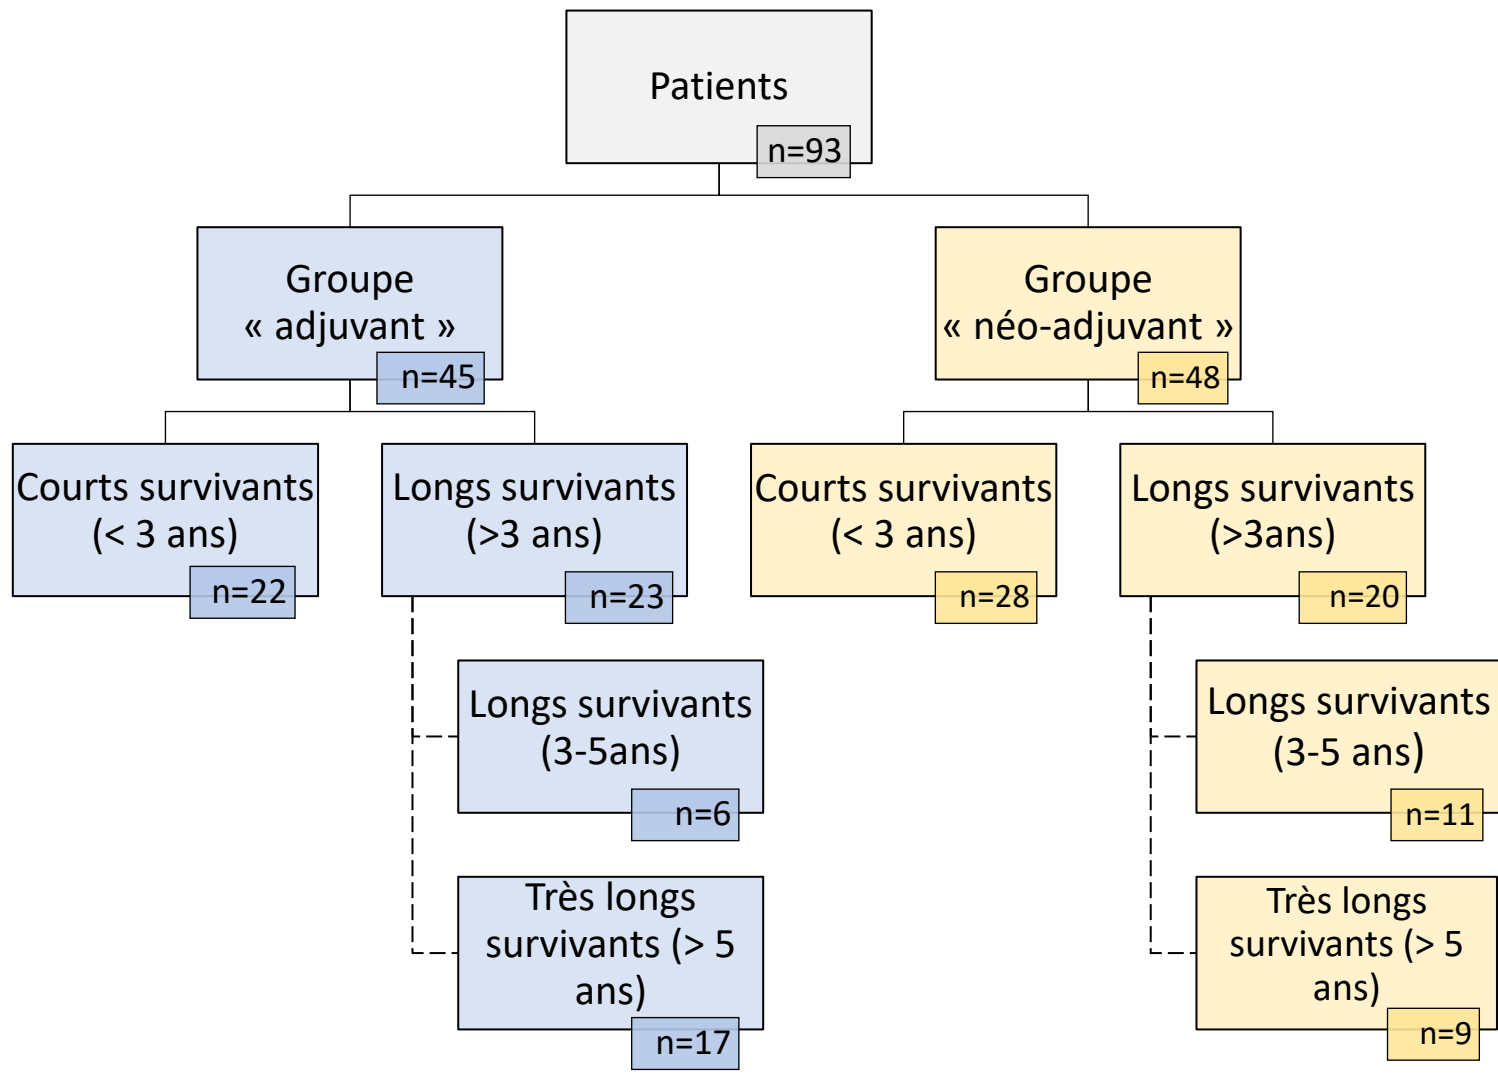 Patients
n=93
Groupe
« adjuvant »
n=45
Groupe
« néo-adjuvant »
n=48
Courts survivants
(< 3 ans)
n=22
Longs survivants
(>3 ans)
n=23
Courts survivants
(< 3 ans)
n=28
Longs survivants
(>3ans)
n=20
Longs survivants
(3-5ans)
n=6
Longs survivants
(3-5 ans)
n=11
Très longs
survivants (> 5
ans)
n=17
Très longs
survivants (> 5
ans)
n=9